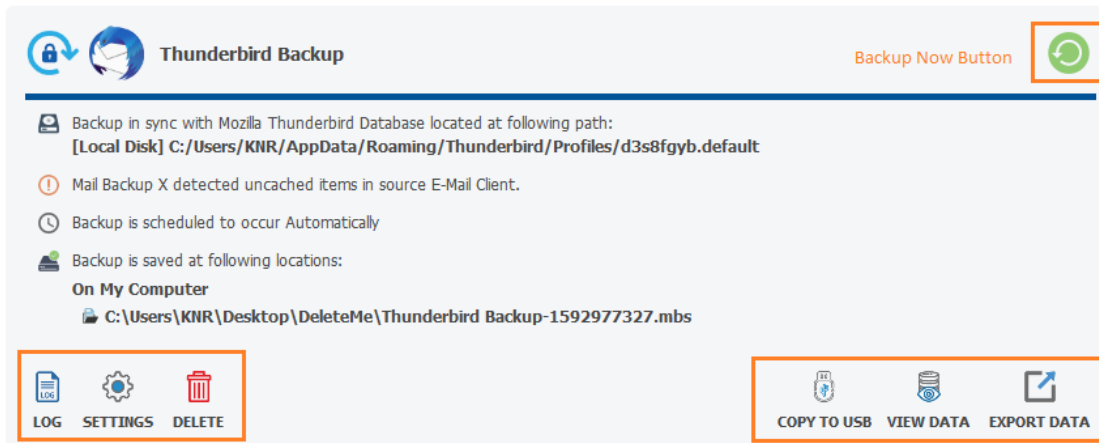 Thunderbird Backup
Backup Now Button
Backup in sync with Mozilla Thunderbird Database located at following path:
[Local Disk] C:/Users/KNR/AppData/Roaming/Thunderbird/Profiles/d3s8fgyb.default
Mail Backup X detected uncached items in source E-Mail Client.
Backup is scheduled to occur Automatically
Backup is saved at following locations:
On My Computer
C:\Users\KNR\Desktop\DeleteMe\Thunderbird Backup-1592977327.mbs
LOG
LOG SETTINGS DELETE
COPY TO USB VIEW DATA EXPORT DATA